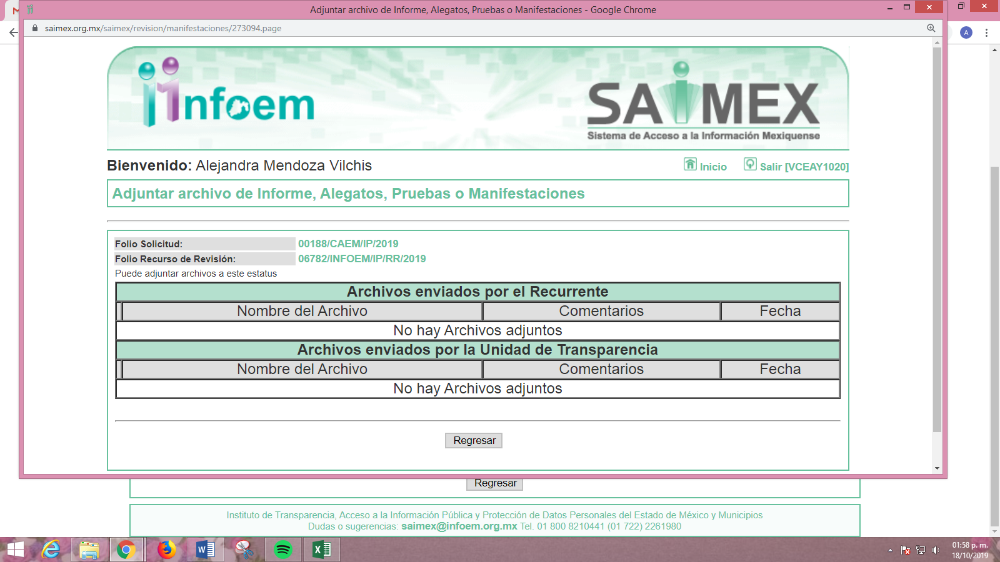 Adjuntar archivo de Informe, Alegatos, Pruebas o Manifestaciones - Google Chrome
saimex.org.mx/saimex/revision/manifestaciones/273094.page
A
infoem
SAiMEX
Sistema de Acceso a la Información Mexiquense
Bienvenido: Alejandra Mendoza Vilchis
Inicio
Salir [VCEAY1020]
Adjuntar archivo de Informe, Alegatos, Pruebas o Manifestaciones
Folio Solicitud: 00188/CAEM/IP/2019
Folio Recurso de Revisión: 06782/INFOEM/IP/RR/2019
Puede adjuntar archivos a este estatus
Archivos enviados por el Recurrente
Nombre del Archivo Comentarios Fecha
No hay Archivos adjuntos
Archivos enviados por la Unidad de Transparencia
Nombre del Archivo Comentarios Fecha
No hay Archivos adjuntos
Regresar
Regresar
Instituto de Transparencia, Acceso a la Información Pública y Protección de Datos Personales del Estado de México y Municipios
Dudas o sugerencias: saimex@infoem.org.mx Tel. 01 800 8210441 (01 722) 2261980
01:58 p. m.
18/10/2019